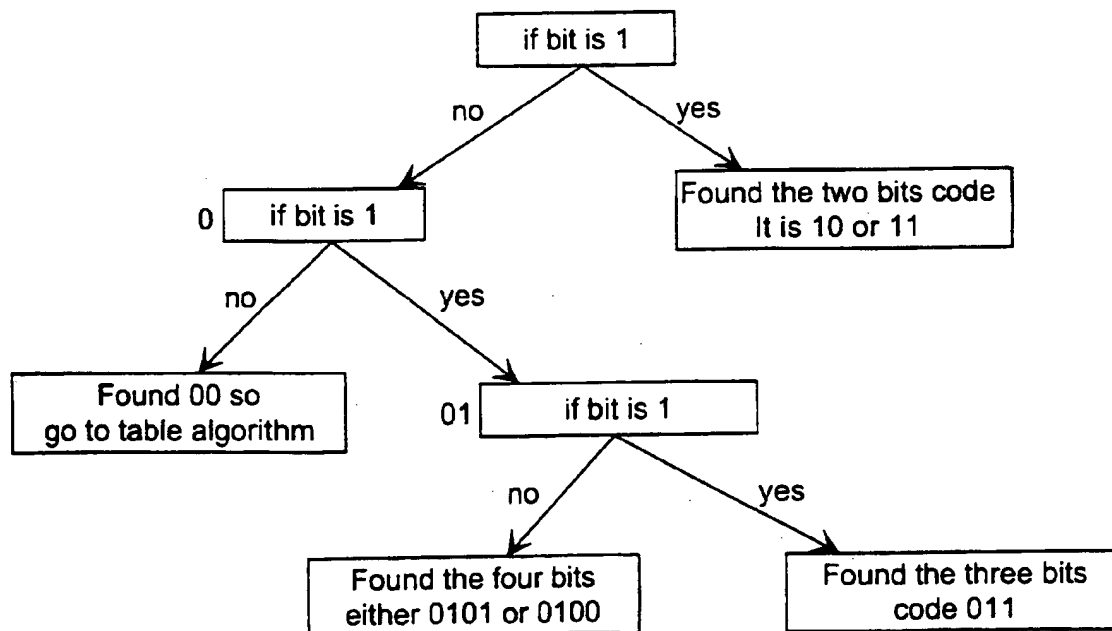 if bit is 1
no
yes
0
if bit is 1
Found the two bits code
It is 10 or 11
no
yes
Found 00 so
go to table algorithm
01
if bit is 1
no
yes
Found the four bits
either 0101 or 0100
Found the three bits
code 011